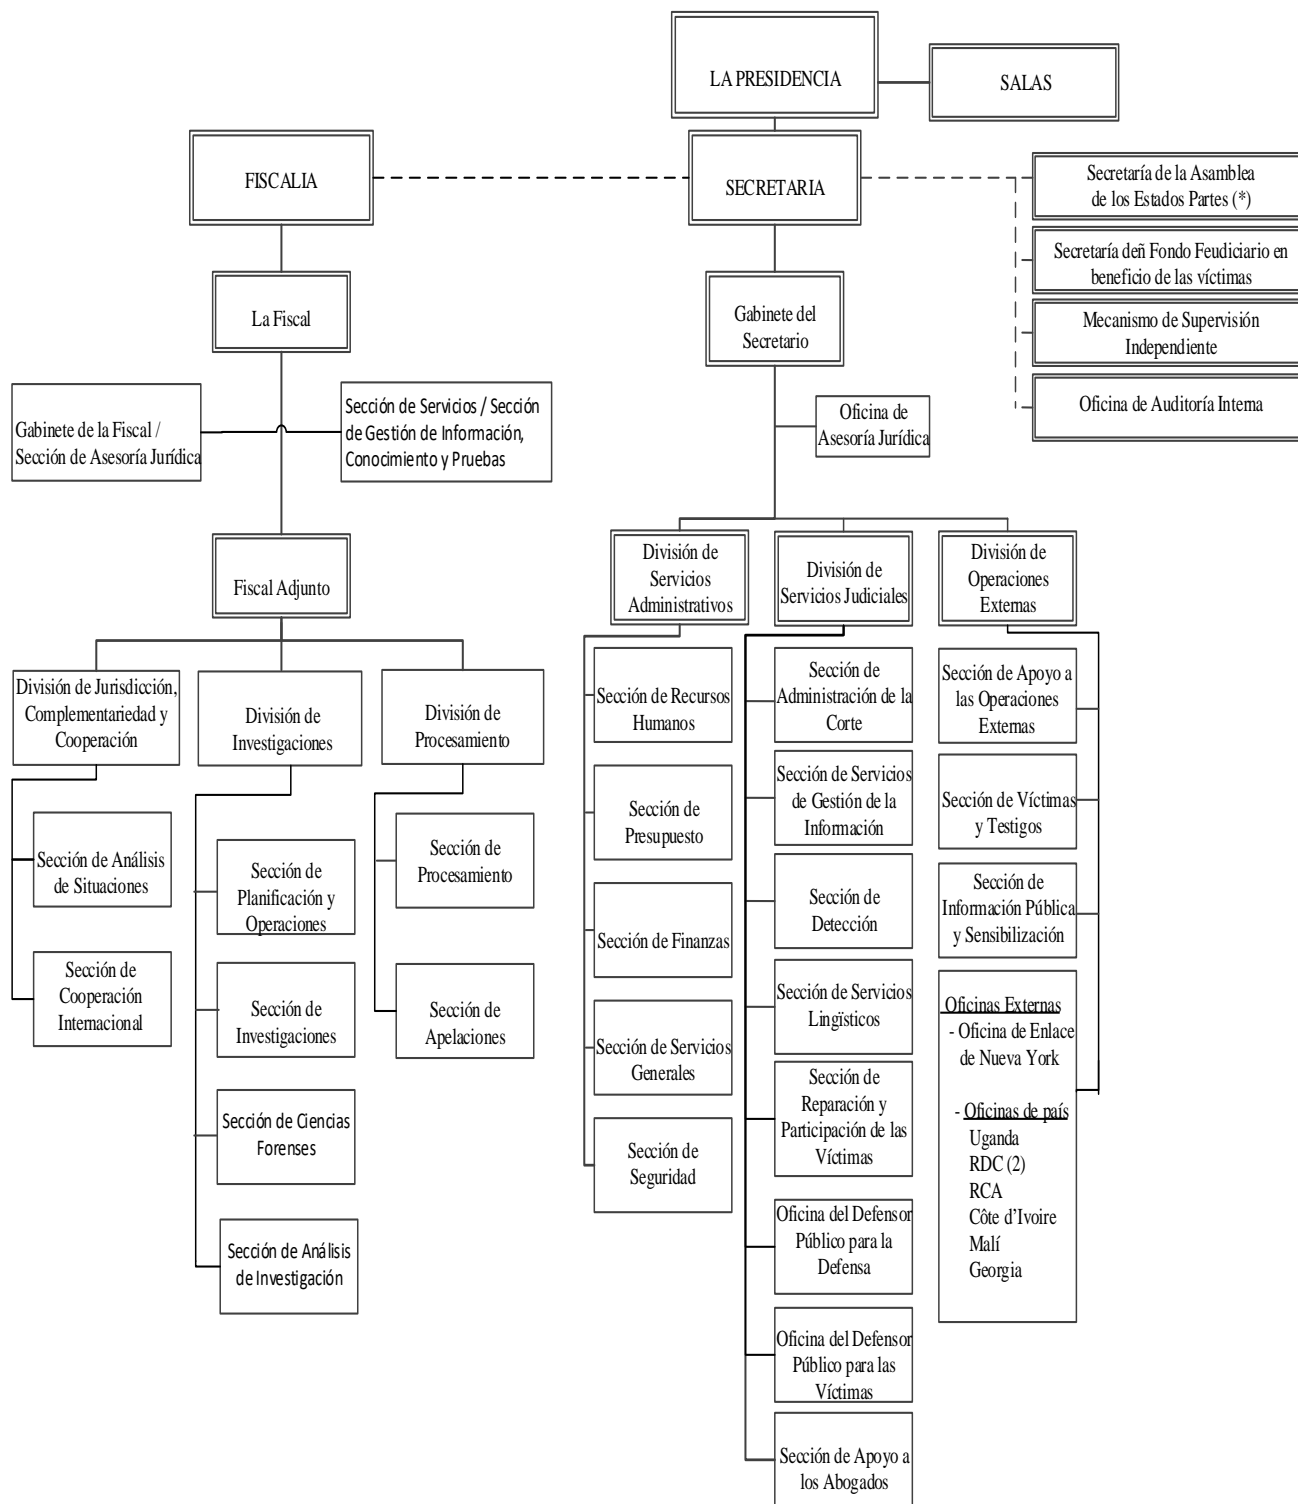 LA PRESIDENCIA
SALAS
FISCALIA
SECRETARIA
Secretaría de la Asamblea
de los Estados Partes (*)
Secretaría deñ Fondo Feudiciario en
beneficio de las víctimas
Mecanismo de Supervisión
Independiente
Oficina de Auditoría Interna
La Fiscal
Gabinete del
Secretario
Gabinete de la Fiscal /
Sección de Asesoría Jurídica
Sección de Servicios / Sección
de Gestión de Información,
Conocimiento y Pruebas
Oficina de
Asesoría Jurídica
Fiscal Adjunto
División de
Servicios
Administrativos
División de
Servicios Judiciales
División de
Operaciones
Externas
División de Jurisdicción,
Complementariedad y
Cooperación
División de
Investigaciones
División de
Procesamiento
Sección de Análisis
de Situaciones
Sección de
Cooperación
Internacional
Sección de
Planificación y
Operaciones
Sección de
Investigaciones
Sección de Ciencias
Forenses
Sección de Análisis
de Investigación
Sección de
Procesamiento
Sección de
Apelaciones
Sección de Recursos
Humanos
Sección de
Presupuesto
Sección de Finanzas
Sección de Servicios
Generales
Sección de
Seguridad
Sección de
Administración de la
Corte
Sección de Servicios
de Gestión de la
Información
Sección de
Detección
Sección de Servicios
Lingïsticos
Sección de
Reparación y
Participación de las
Víctimas
Oficina del Defensor
Público para la
Defensa
Oficina del Defensor
Público para las
Víctimas
Sección de Apoyo a
los Abogados
Sección de Apoyo a
las Operaciones
Externas
Sección de Víctimas
y Testigos
Sección de
Información Pública
y Sensibilización
Oficinas Externas
- Oficina de Enlace
de Nueva York
- Oficinas de país
Uganda
RDC (2)
RCA
Côte d'Ivoire
Malí
Georgia